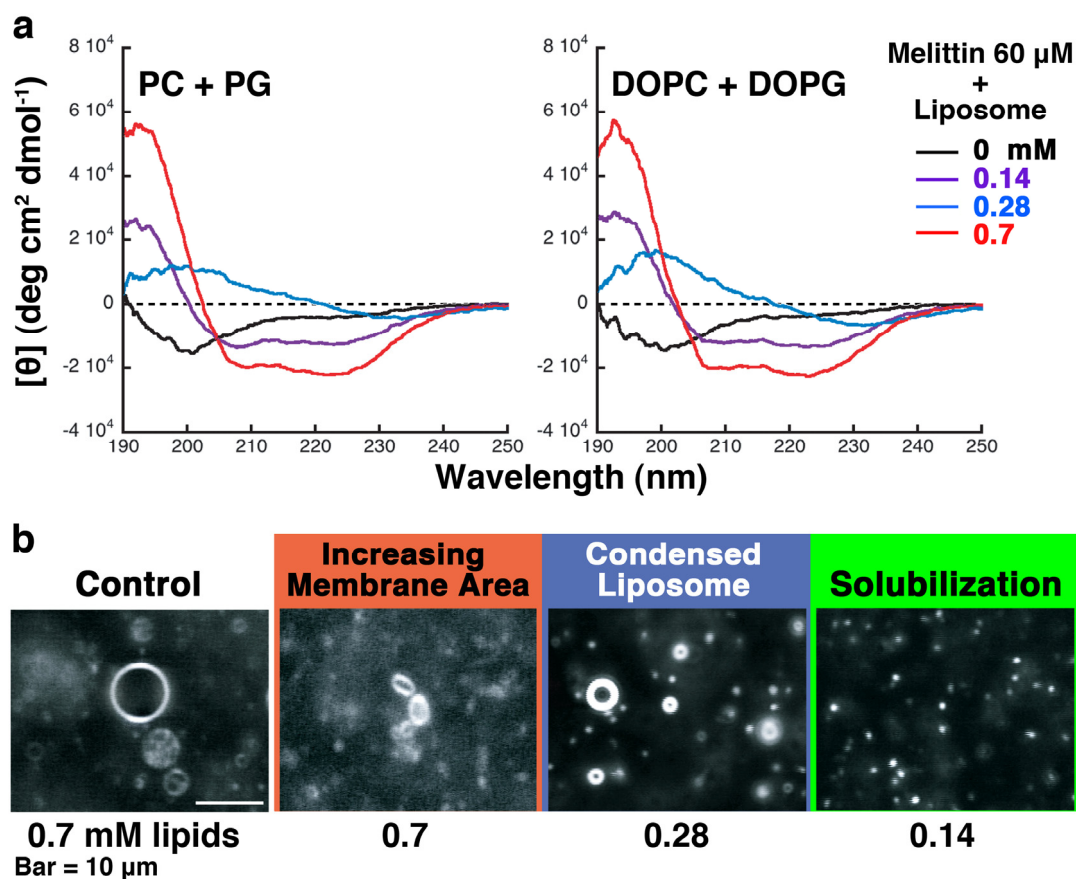 a
PC + PG
DOPC + DOPG
Melittin 60 µM
+
Liposome
0 mM
0.14
0.28
0.7
[θ] (deg cm² dmol⁻¹)
8 10⁴
6 10⁴
4 10⁴
2 10⁴
0
-2 10⁴
-4 10⁴
190 200 210 220 230 240 250
8 10⁴
6 10⁴
4 10⁴
2 10⁴
0
-2 10⁴
-4 10⁴
190 200 210 220 230 240 250
Wavelength (nm)
b
Control
Increasing
Membrane Area
Condensed
Liposome
Solubilization
0.7 mM lipids
0.7
0.28
0.14
Bar = 10 µm